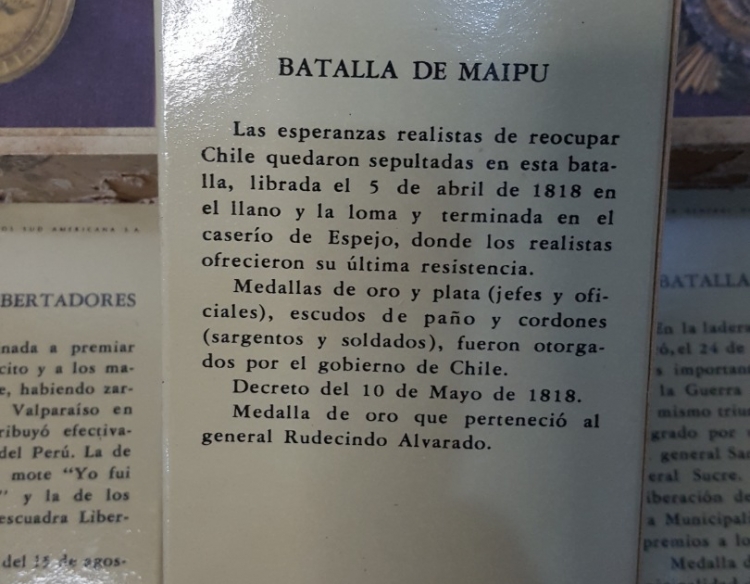 BATALLA DE MAIPU
Las esperanzas realistas de reocupar
Chile quedaron sepultadas en esta bata-
lla, librada el 5 de abril de 1818 en
el llano y la loma y terminada en el
caserío de Espejo, donde los realistas
ofrecieron su última resistencia.
Medallas de oro y plata (jefes y ofi-
ciales), escudos de paño y cordones
(sargentos y soldados), fueron otorga-
dos por el gobierno de Chile.
Decreto del 10 de Mayo de 1818.
Medalla de oro que perteneció al
general Rudecindo Alvarado.
OS SUD AMERICANA S.A.
BERTADORES
nada a premiar
cito y a los ma-
e, habiendo zar-
Valparaíso en
ribuyó efectiva-
del Perú. La de
mote “Yo fui
” y la de los
escuadra Liber-
del 15 de agos-
BATALLA
En la ladera
ó, el 24 de
s important
la Guerra
mismo triu
grado por
general Sa
eral Sucre.
iberación de
a Municipali
premios a lo
Medalla d